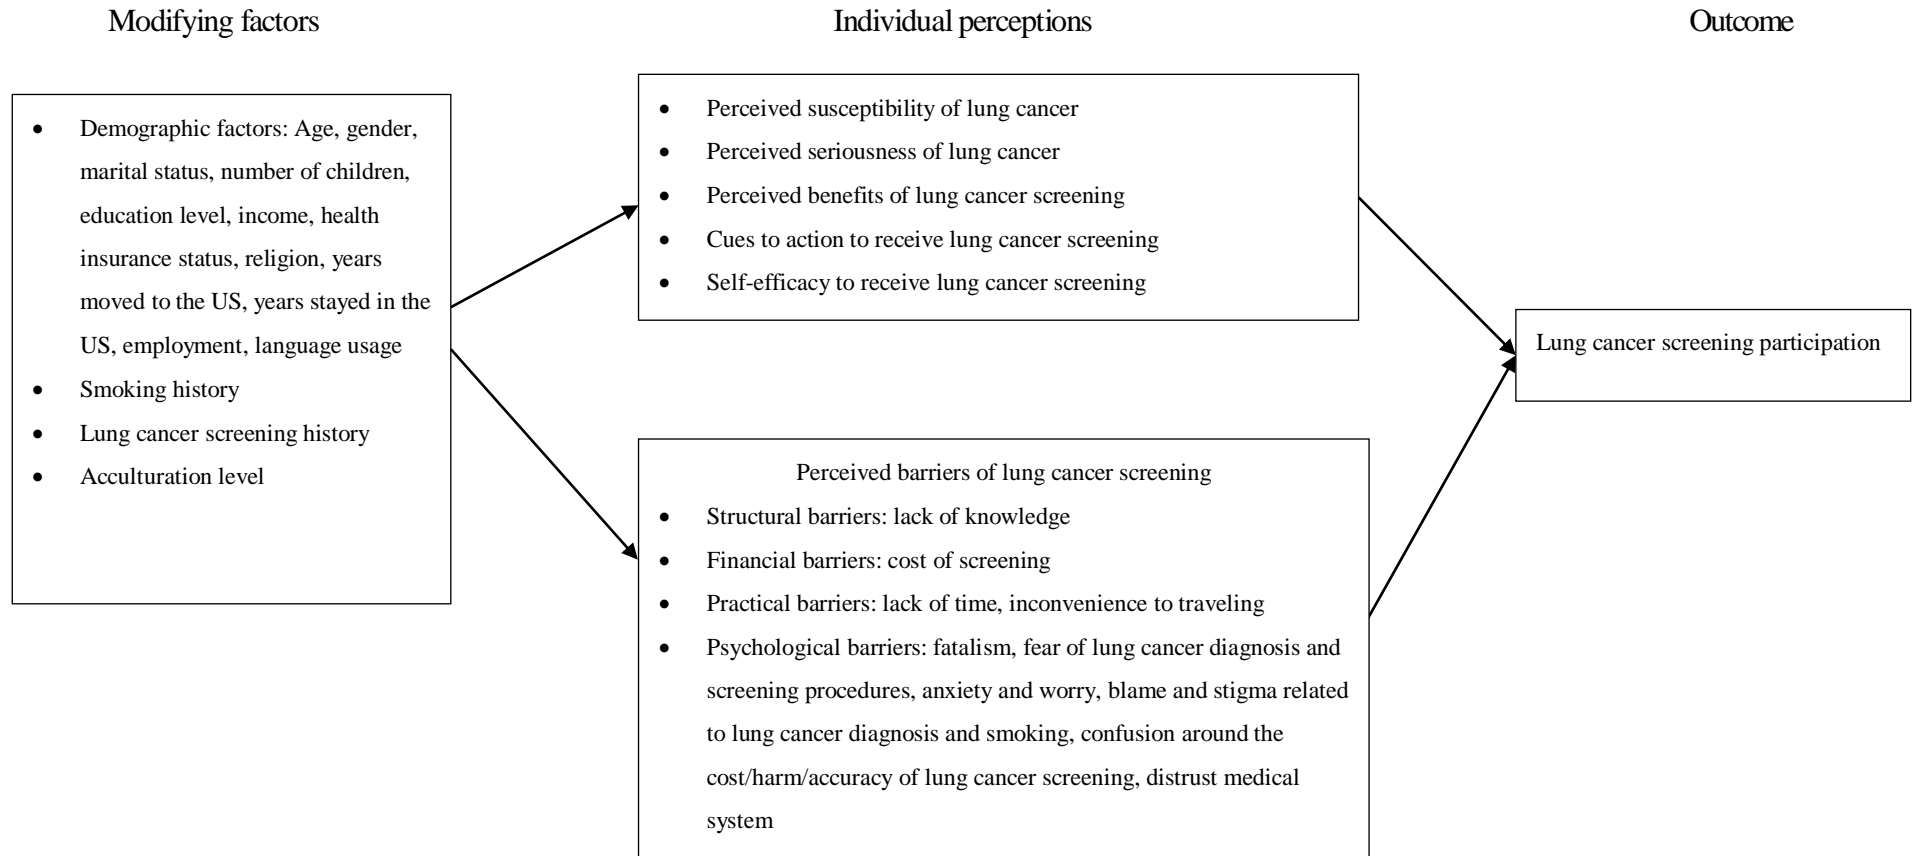 Modifying factors
Individual perceptions
Outcome
• Demographic factors: Age, gender,
marital status, number of children,
education level, income, health
insurance status, religion, years
moved to the US, years stayed in the
US, employment, language usage
• Smoking history
• Lung cancer screening history
• Acculturation level
• Perceived susceptibility of lung cancer
• Perceived seriousness of lung cancer
• Perceived benefits of lung cancer screening
• Cues to action to receive lung cancer screening
• Self-efficacy to receive lung cancer screening
Perceived barriers of lung cancer screening
• Structural barriers: lack of knowledge
• Financial barriers: cost of screening
• Practical barriers: lack of time, inconvenience to traveling
• Psychological barriers: fatalism, fear of lung cancer diagnosis and
screening procedures, anxiety and worry, blame and stigma related
to lung cancer diagnosis and smoking, confusion around the
cost/harm/accuracy of lung cancer screening, distrust medical
system
Lung cancer screening participation